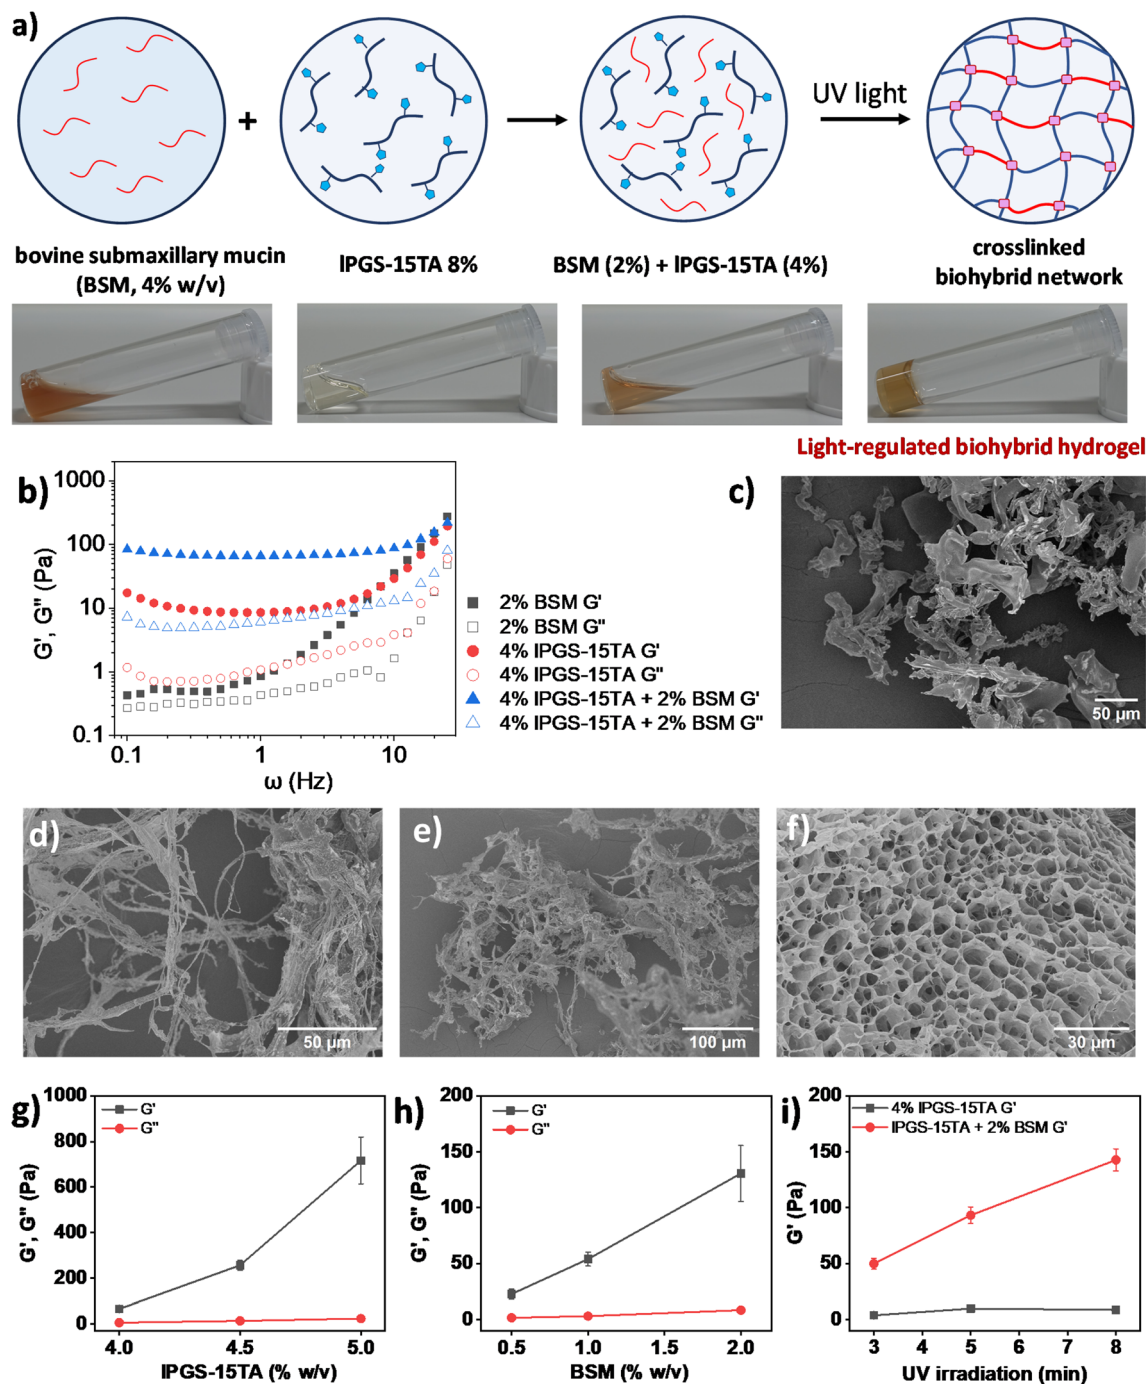 a)
+
UV light
bovine submaxillary mucin
(BSM, 4% w/v)
lPGS-15TA 8%
BSM (2%) + lPGS-15TA (4%)
crosslinked
biohybrid network
Light-regulated biohybrid hydrogel
b)
1000
100
10
1
0.1
G', G" (Pa)
0.1
1
10
ω (Hz)
2% BSM G'
2% BSM G"
4% lPGS-15TA G'
4% lPGS-15TA G"
4% lPGS-15TA + 2% BSM G'
4% lPGS-15TA + 2% BSM G"
c)
50 µm
d)
50 µm
e)
100 µm
f)
30 µm
g)
G'
G"
1000
800
600
400
200
0
G', G" (Pa)
4.0
4.5
5.0
lPGS-15TA (% w/v)
h)
G'
G"
200
150
100
50
0
G', G" (Pa)
0.5
1.0
1.5
2.0
BSM (% w/v)
i)
4% lPGS-15TA G'
lPGS-15TA + 2% BSM G'
200
150
100
50
0
G' (Pa)
3
4
5
6
7
8
UV irradiation (min)